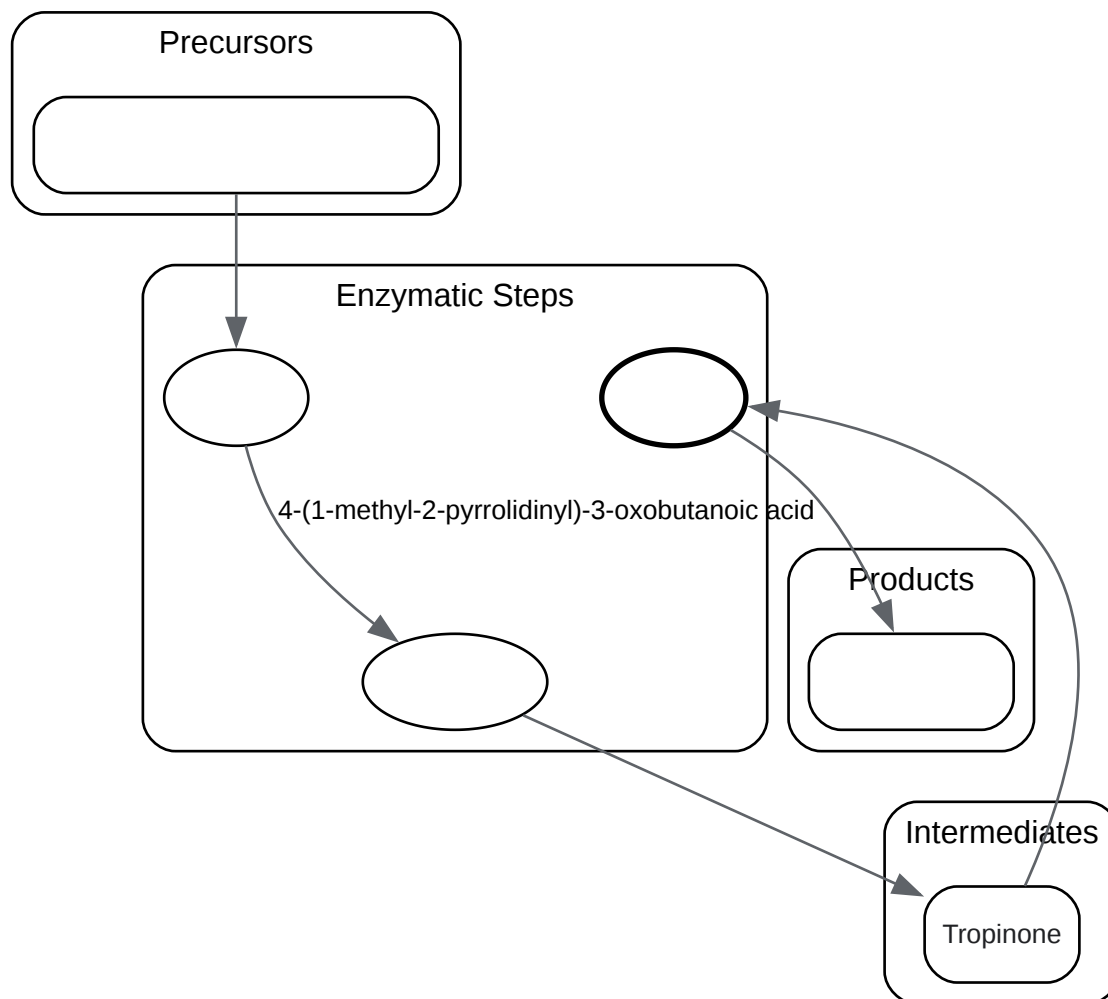 Precursors
Enzymatic Steps
4-(1-methyl-2-pyrrolidinyl)-3-oxobutanoic acid
Products
Intermediates
Tropinone